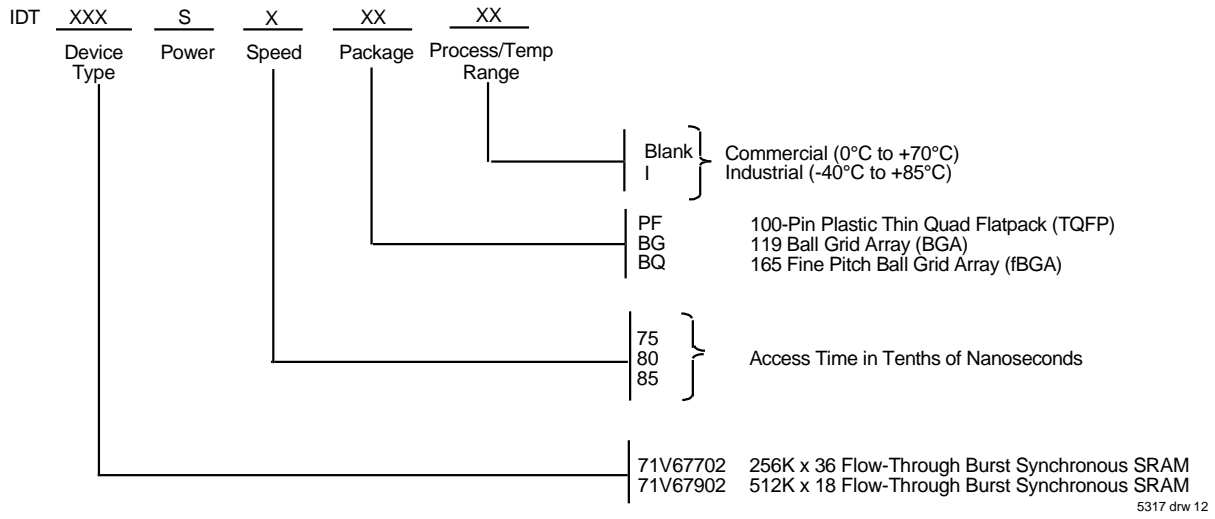 IDT XXX S X XX XX
Device Type Power Speed Package Process/Temp Range
Blank Commercial (0°C to +70°C)
I Industrial (-40°C to +85°C)
PF 100-Pin Plastic Thin Quad Flatpack (TQFP)
BG 119 Ball Grid Array (BGA)
BQ 165 Fine Pitch Ball Grid Array (fBGA)
75
80 Access Time in Tenths of Nanoseconds
85
71V67702 256K x 36 Flow-Through Burst Synchronous SRAM
71V67902 512K x 18 Flow-Through Burst Synchronous SRAM
5317 drw 12